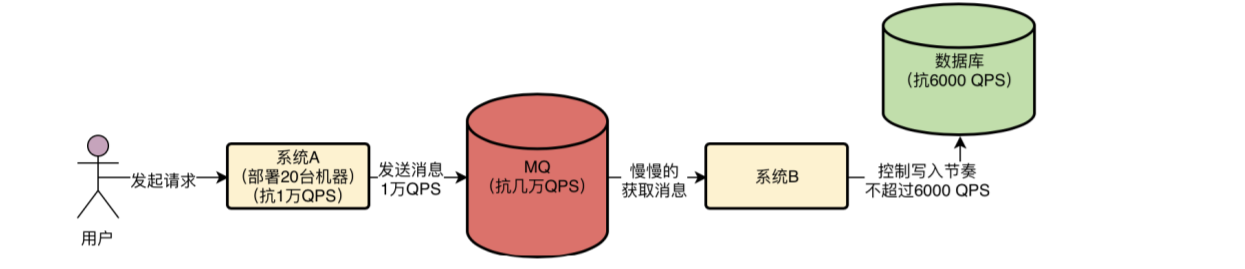 用户
发起请求
系统A
（部署20台机器）
（抗1万QPS）
发送消息
1万QPS
MQ
（抗几万QPS）
慢慢的
获取消息
系统B
控制写入节奏
不超过6000 QPS
数据库
（抗6000 QPS）